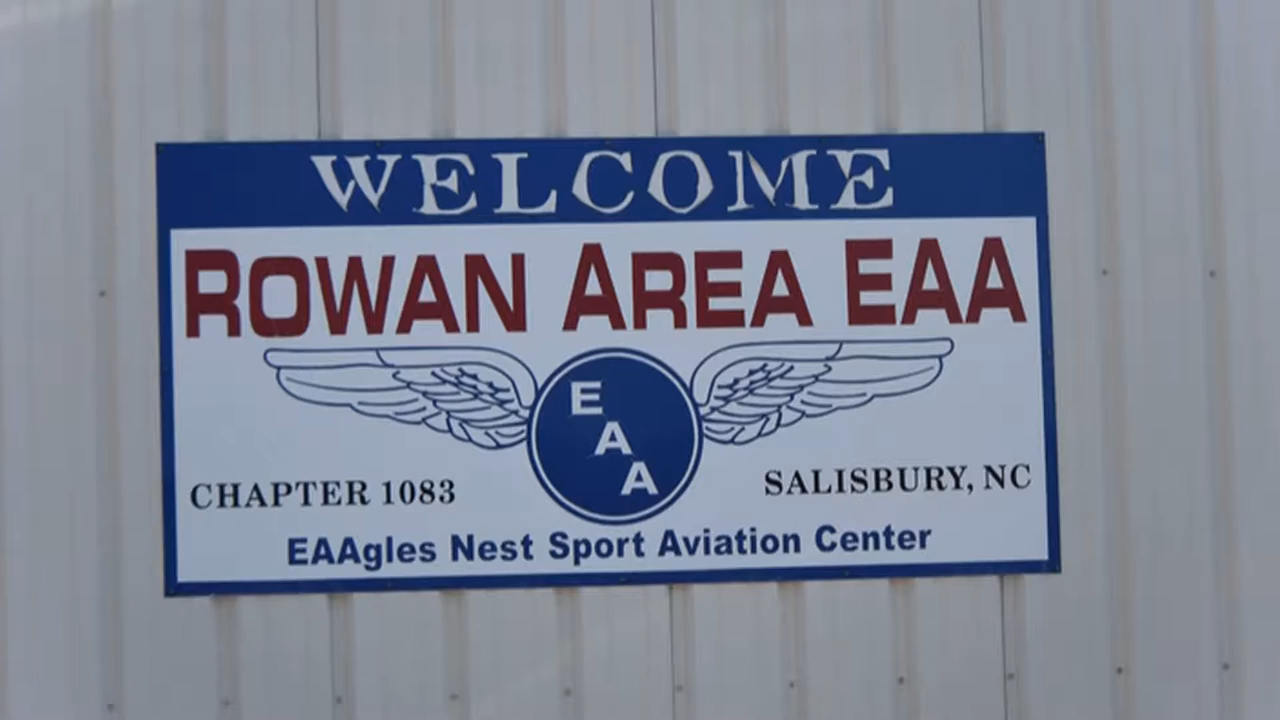 WELCOME
ROWAN AREA EAA
E
A
A
CHAPTER 1083
SALISBURY, NC
EAAgles Nest Sport Aviation Center